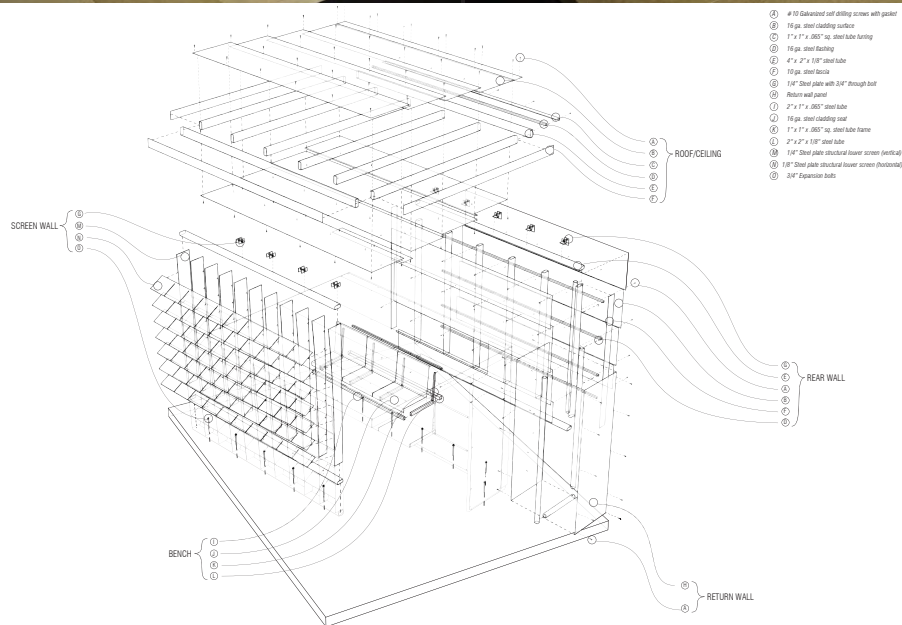 A #10 Galvanized self drilling screws with gasket
B 16 ga. steel cladding surface
C 1" x 1" x .065" sq. steel tube furring
D 16 ga. steel flashing
E 4" x 2" x 1/8" steel tube
F 10 ga. steel fascia
G 1/4" Steel plate with 3/4" through bolt
H Return wall panel
I 2" x 1" x .065" steel tube
J 16 ga. steel cladding seat
K 1" x 1" x .065" sq. steel tube frame
L 2" x 2" x 1/8" steel tube
M 1/4" Steel plate structural louver screen (vertical)
N 1/8" Steel plate structural louver screen (horizontal)
O 3/4" Expansion bolts
A
B
C
D
E
F
ROOF/CEILING
SCREEN WALL
G
M
N
O
G
E
A
B
F
D
REAR WALL
BENCH
I
J
K
L
H
A
RETURN WALL